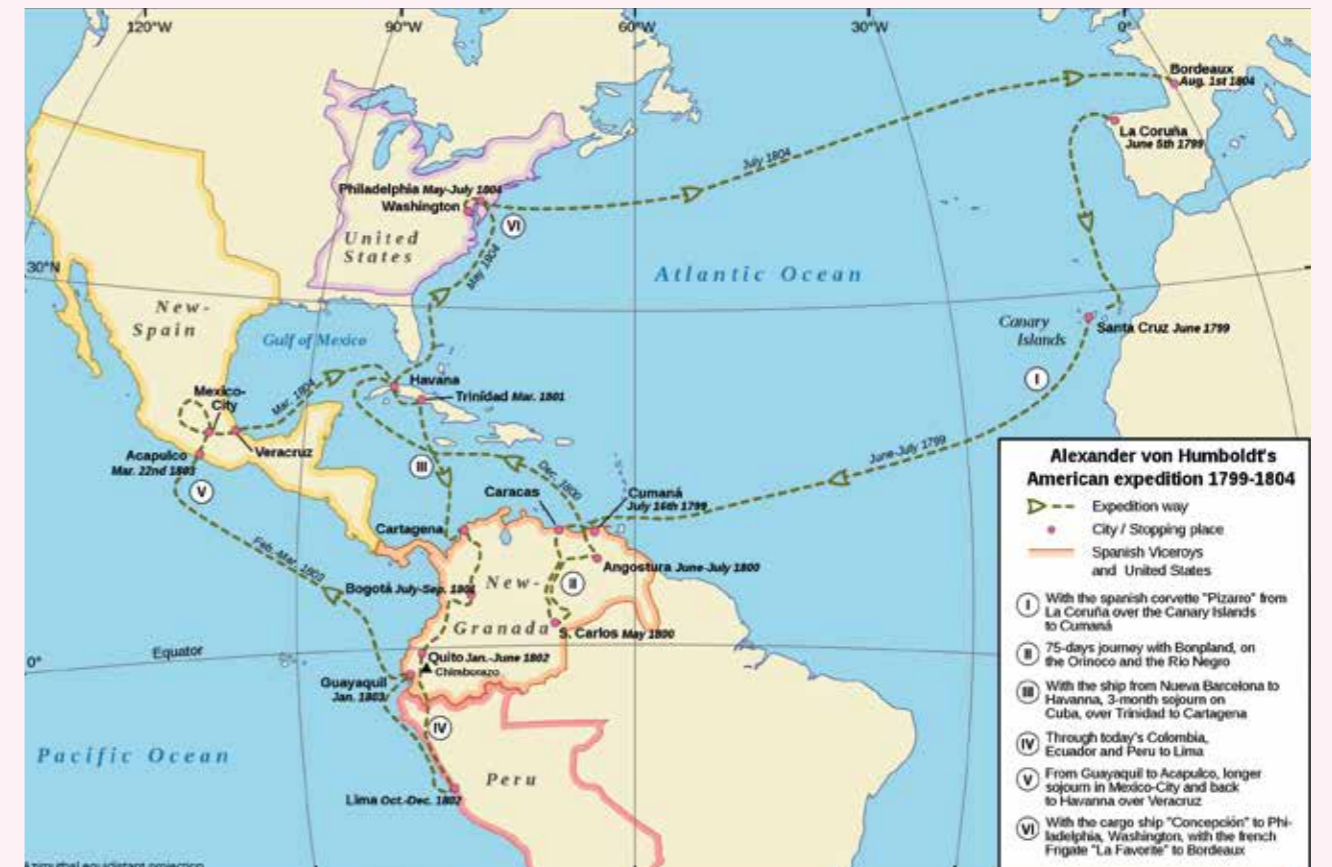 120°W
90°W
60°W
30°W
0°
Bordeaux
Aug. 1st 1804
La Coruña
June 5th 1799
July 1804
Philadelphia May-July 1804
Washington
VI
United
States
May 1804
Atlantic Ocean
30°N
New-
Spain
Gulf of Mexico
Canary
Islands
Santa Cruz June 1799
I
Mexico-
City
Mar. 1804
Havana
Trinidad Mar. 1801
Acapulco
Mar. 22nd 1803
Veracruz
V
III
Dec. 1800
June-July 1799
Caracas
Cumaná
July 16th 1799
Cartagena
Angostura June-July 1800
Feb.-Mar. 1803
Bogotá July-Sep. 1801
New-
Granada
II
S. Carlos May 1800
0°
Equator
Quito Jan.-June 1802
Chimborazo
Guayaquil
Jan. 1803
IV
Pacific Ocean
Peru
Lima Oct.-Dec. 1802
Azimuthal equidistant projection
Alexander von Humboldt's
American expedition 1799-1804
Expedition way
City / Stopping place
Spanish Viceroys
and United States
I With the spanish corvette "Pizarro" from
La Coruña over the Canary Islands
to Cumaná
II 75-days journey with Bonpland, on
the Orinoco and the Rio Negro
III With the ship from Nueva Barcelona to
Havanna, 3-month sojourn on
Cuba, over Trinidad to Cartagena
IV Through today's Colombia,
Ecuador and Peru to Lima
V From Guayaquil to Acapulco, longer
sojourn in Mexico-City and back
to Havanna over Veracruz
VI With the cargo ship "Concepción" to Phi-
ladelphia, Washington, with the french
Frigate "La Favorite" to Bordeaux